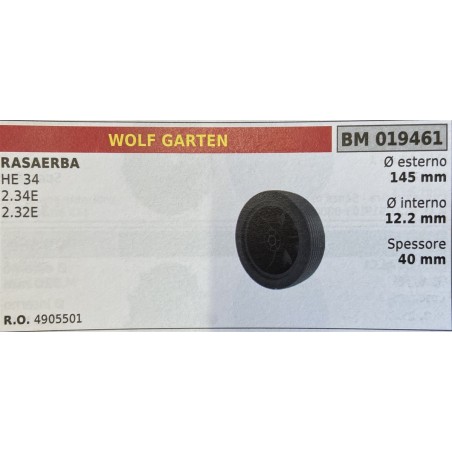 WOLF GARTEN
BM 019461
RASAERBA
HE 34
2.34E
2.32E
Ø esterno
145 mm
Ø interno
12.2 mm
Spessore
40 mm
R.O. 4905501